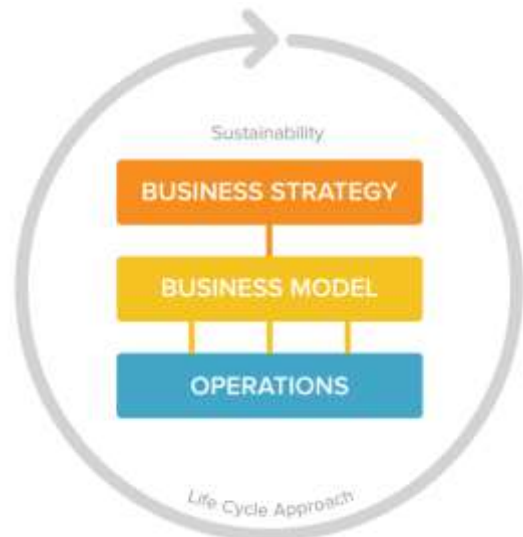 Sustainability
BUSINESS STRATEGY
BUSINESS MODEL
OPERATIONS
Life Cycle Approach